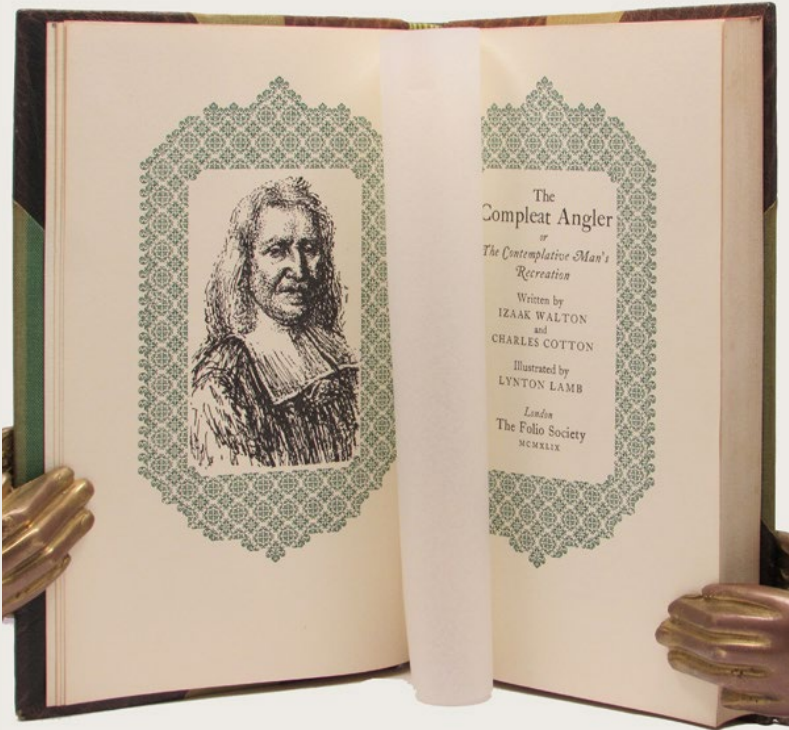 The
Compleat Angler
or
The Contemplative Man's
Recreation
Written by
IZAAK WALTON
and
CHARLES COTTON
Illustrated by
LYNTON LAMB
London
The Folio Society
MCMXLIX